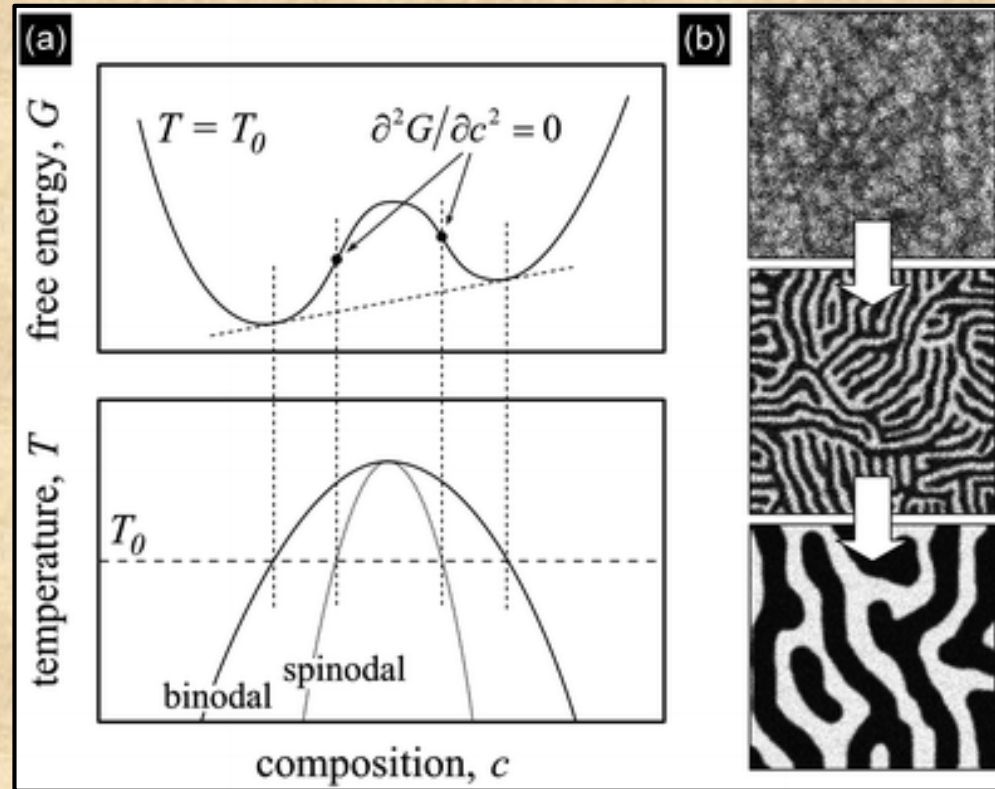 (a)
free energy, G
T = T₀
∂²G/∂c² = 0
temperature, T
T₀
binodal
spinodal
composition, c
(b)